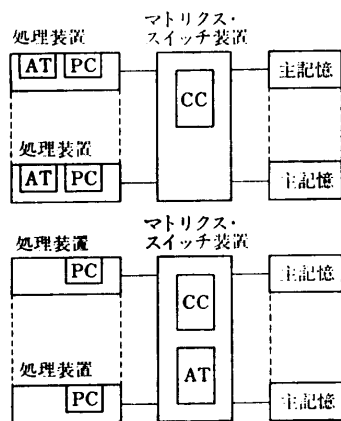 マトリクス・
処理装置 スイッチ装置
AT PC CC 主記憶
処理装置
AT PC 主記憶
マトリクス・
処理装置 スイッチ装置
PC CC 主記憶
処理装置 AT
PC 主記憶